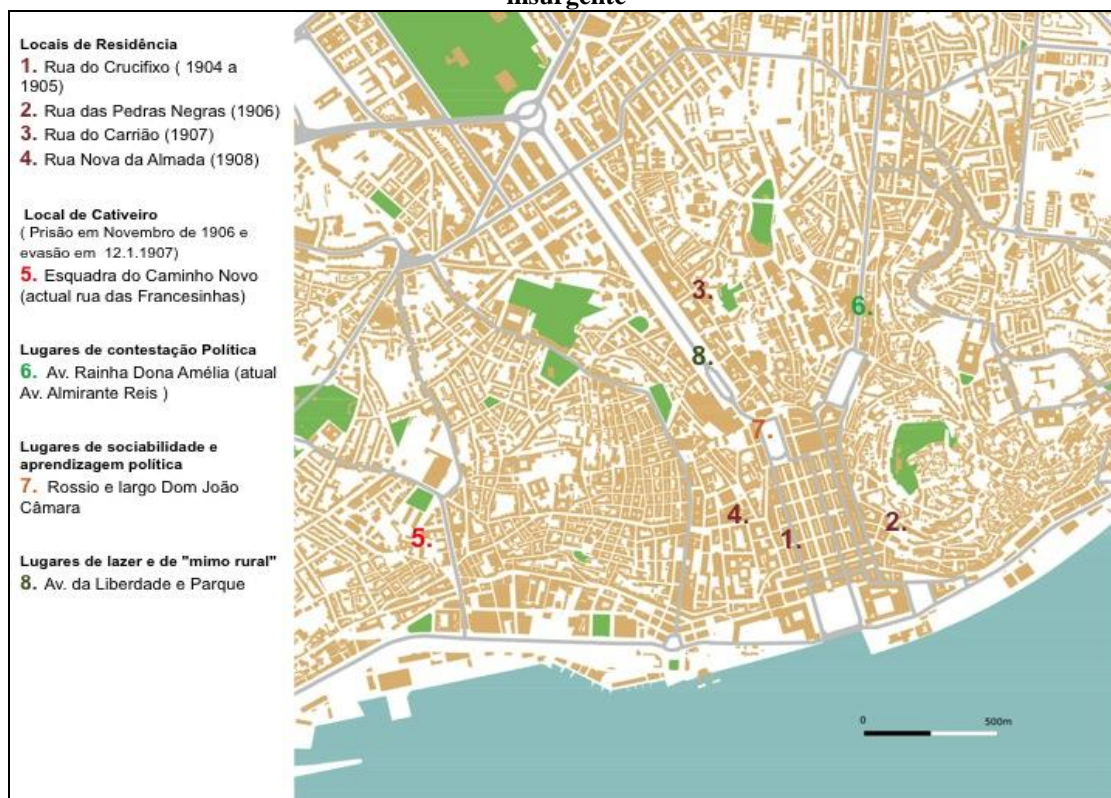 insurgente
Locais de Residência
1. Rua do Crucifixo ( 1904 a
1905)
2. Rua das Pedras Negras (1906)
3. Rua do Carrião (1907)
4. Rua Nova da Almada (1908)
Local de Cativeiro
( Prisão em Novembro de 1906 e
evasão em 12.1.1907)
5. Esquadra do Caminho Novo
(actual rua das Francesinhas)
Lugares de contestação Política
6. Av. Rainha Dona Amélia (atual
Av. Almirante Reis )
Lugares de sociabilidade e
aprendizagem política
7. Rossio e largo Dom João
Câmara
Lugares de lazer e de "mimo rural"
8. Av. da Liberdade e Parque
3.
6.
8.
7.
4.
2.
5.
1.
0 500m